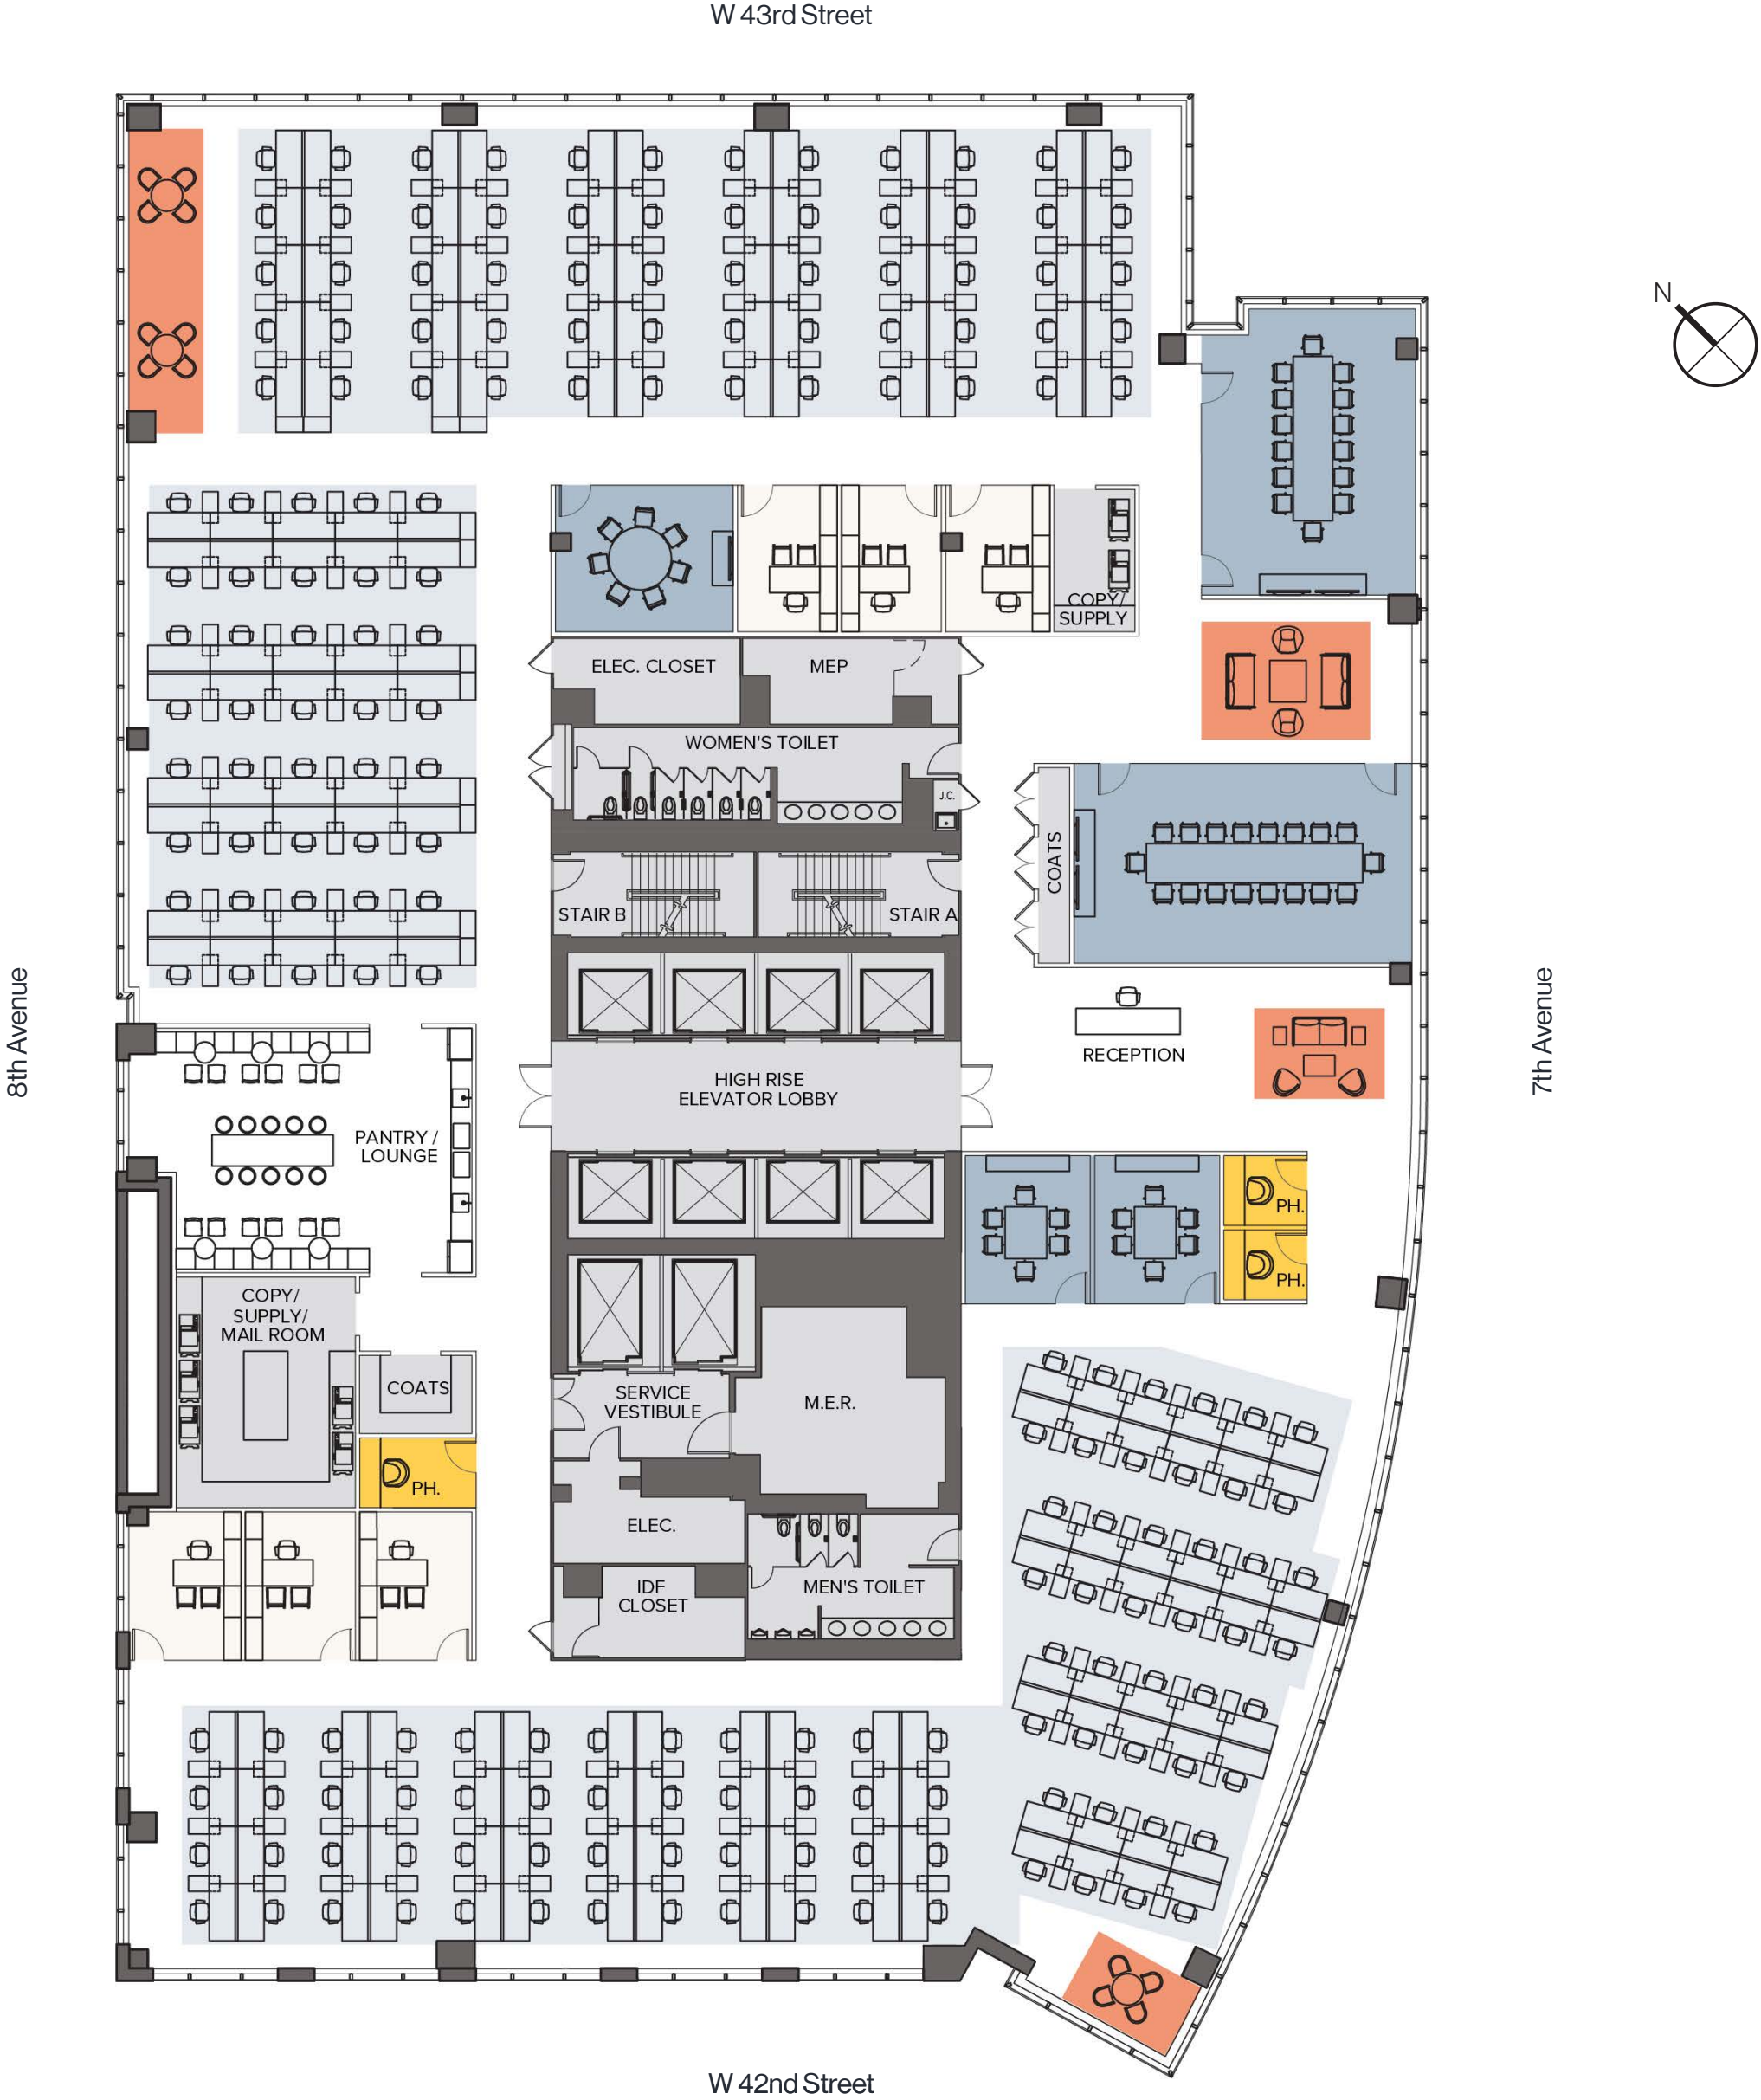 W 43rd Street
N
COPY/
SUPPLY
ELEC. CLOSET
MEP
WOMEN'S TOILET
J.C.
COATS
STAIR B
STAIR A
8th Avenue
7th Avenue
RECEPTION
HIGH RISE
ELEVATOR LOBBY
PANTRY /
LOUNGE
PH.
PH.
COPY/
SUPPLY/
MAIL ROOM
COATS
SERVICE
VESTIBULE
M.E.R.
PH.
ELEC.
IDF
CLOSET
MEN'S TOILET
W 42nd Street